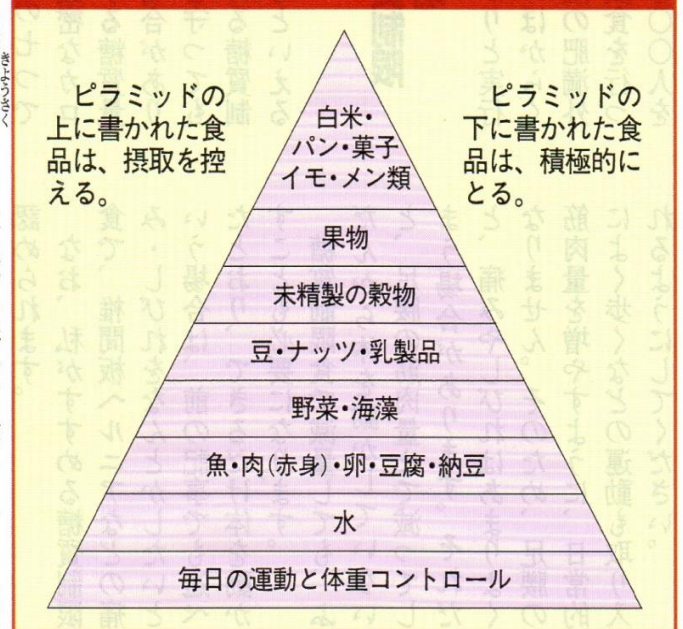 きょうさく
ピラミッドの
上に書かれた食
品は、摂取を控
える。
ピラミッドの
下に書かれた食
品は、積極的に
とる。
白米・
パン・菓子
イモ・メン類
果物
未精製の穀物
豆・ナッツ・乳製品
野菜・海藻
魚・肉(赤身)・卵・豆腐・納豆
水
毎日の運動と体重コントロール